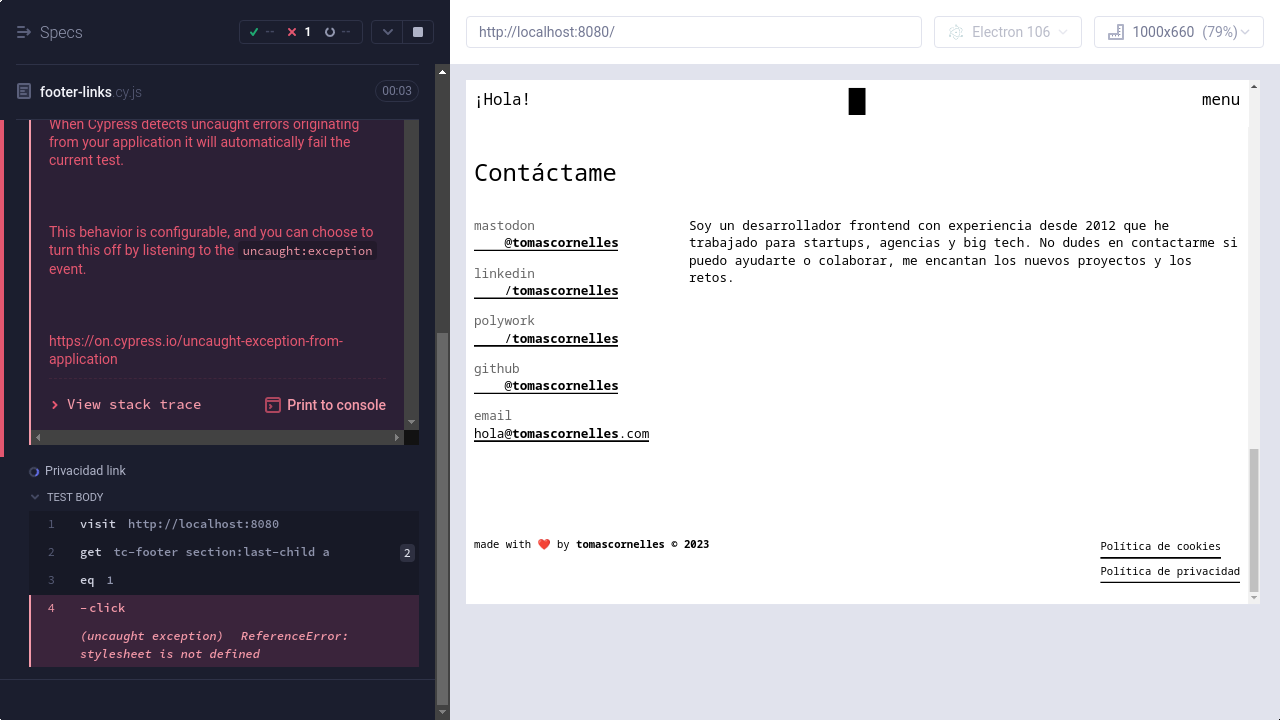 Specs
--
1
--
footer-links.cy.js
00:03
When Cypress detects uncaught errors originating
from your application it will automatically fail the
current test.
This behavior is configurable, and you can choose to
turn this off by listening to the uncaught:exception
event.
https://on.cypress.io/uncaught-exception-from-
application
View stack trace
Print to console
Privacidad link
TEST BODY
1 visit http://localhost:8080
2 get tc-footer section:last-child a 2
3 eq 1
4 -click
(uncaught exception) ReferenceError:
stylesheet is not defined
http://localhost:8080/
Electron 106
1000x660 (79%)
¡Hola!
menu
Contáctame
mastodon
@tomascornelles
linkedin
/tomascornelles
polywork
/tomascornelles
github
@tomascornelles
email
hola@tomascornelles.com
Soy un desarrollador frontend con experiencia desde 2012 que he
trabajado para startups, agencias y big tech. No dudes en contactarme si
puedo ayudarte o colaborar, me encantan los nuevos proyectos y los
retos.
made with ❤️ by tomascornelles © 2023
Política de cookies
Política de privacidad